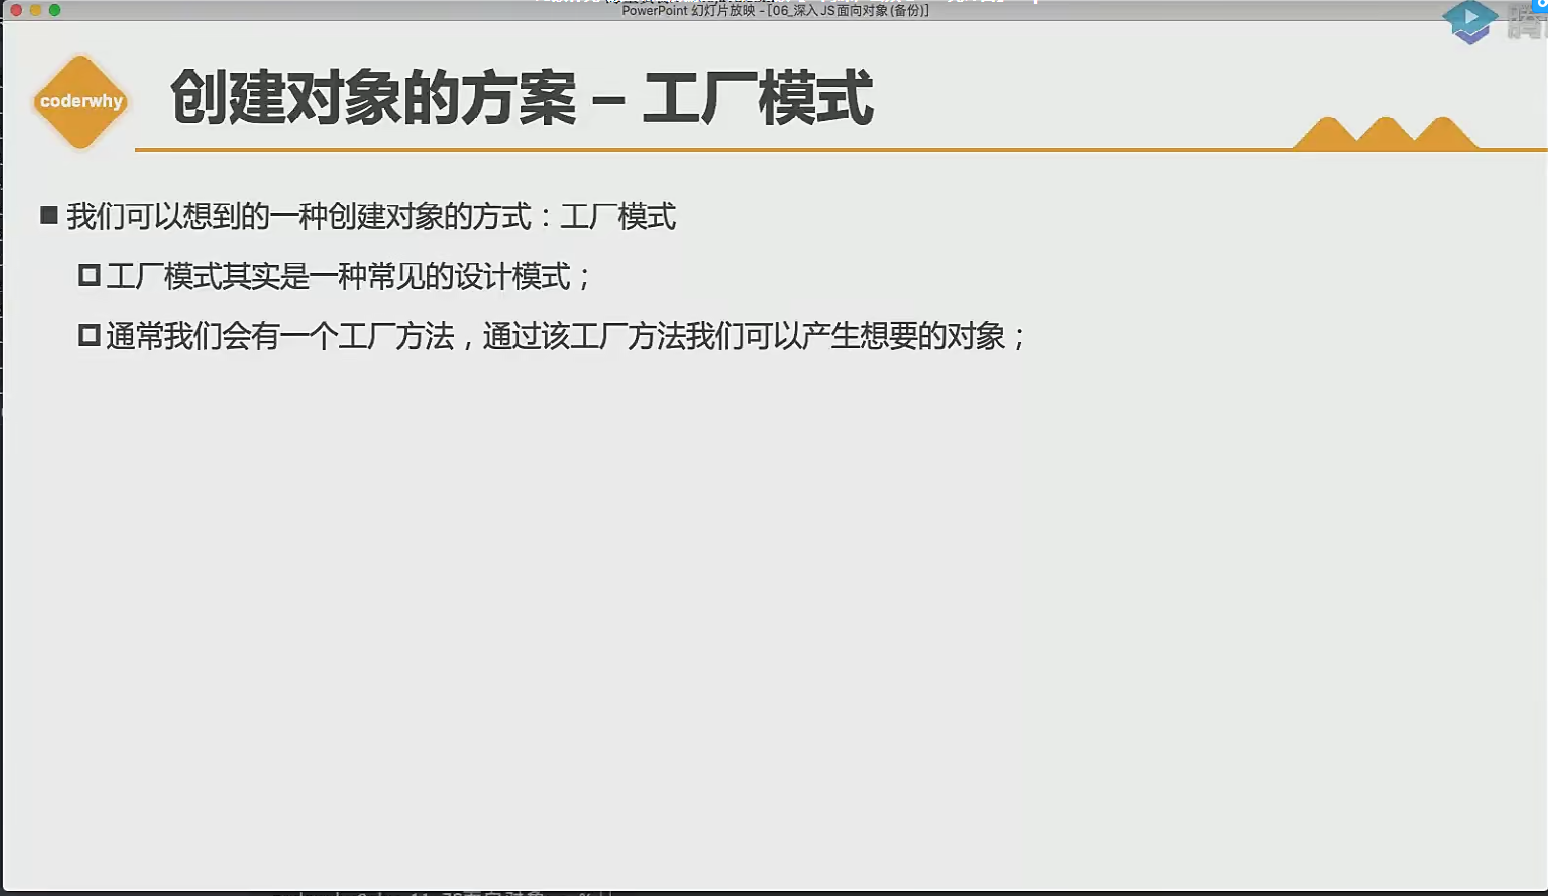 PowerPoint 幻灯片放映 - [06_深入JS面向对象(备份)]
coderwhy
创建对象的方案 – 工厂模式
■ 我们可以想到的一种创建对象的方式：工厂模式
工厂模式其实是一种常见的设计模式；
通常我们会有一个工厂方法，通过该工厂方法我们可以产生想要的对象；